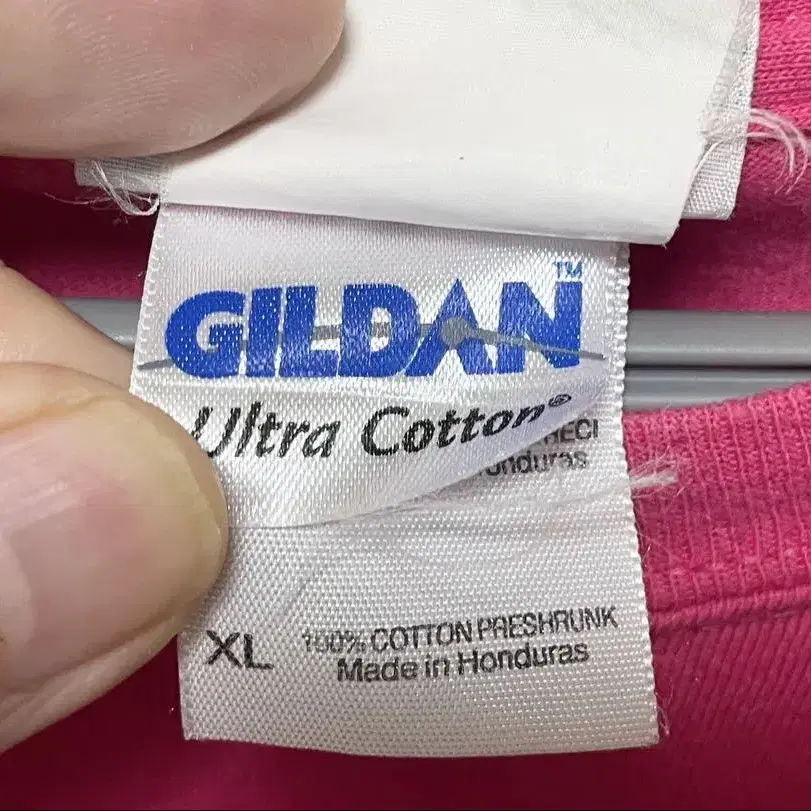 GILDAN™
Ultra Cotton®
Honduras
XL
100% COTTON PRESHRUNK
Made in Honduras